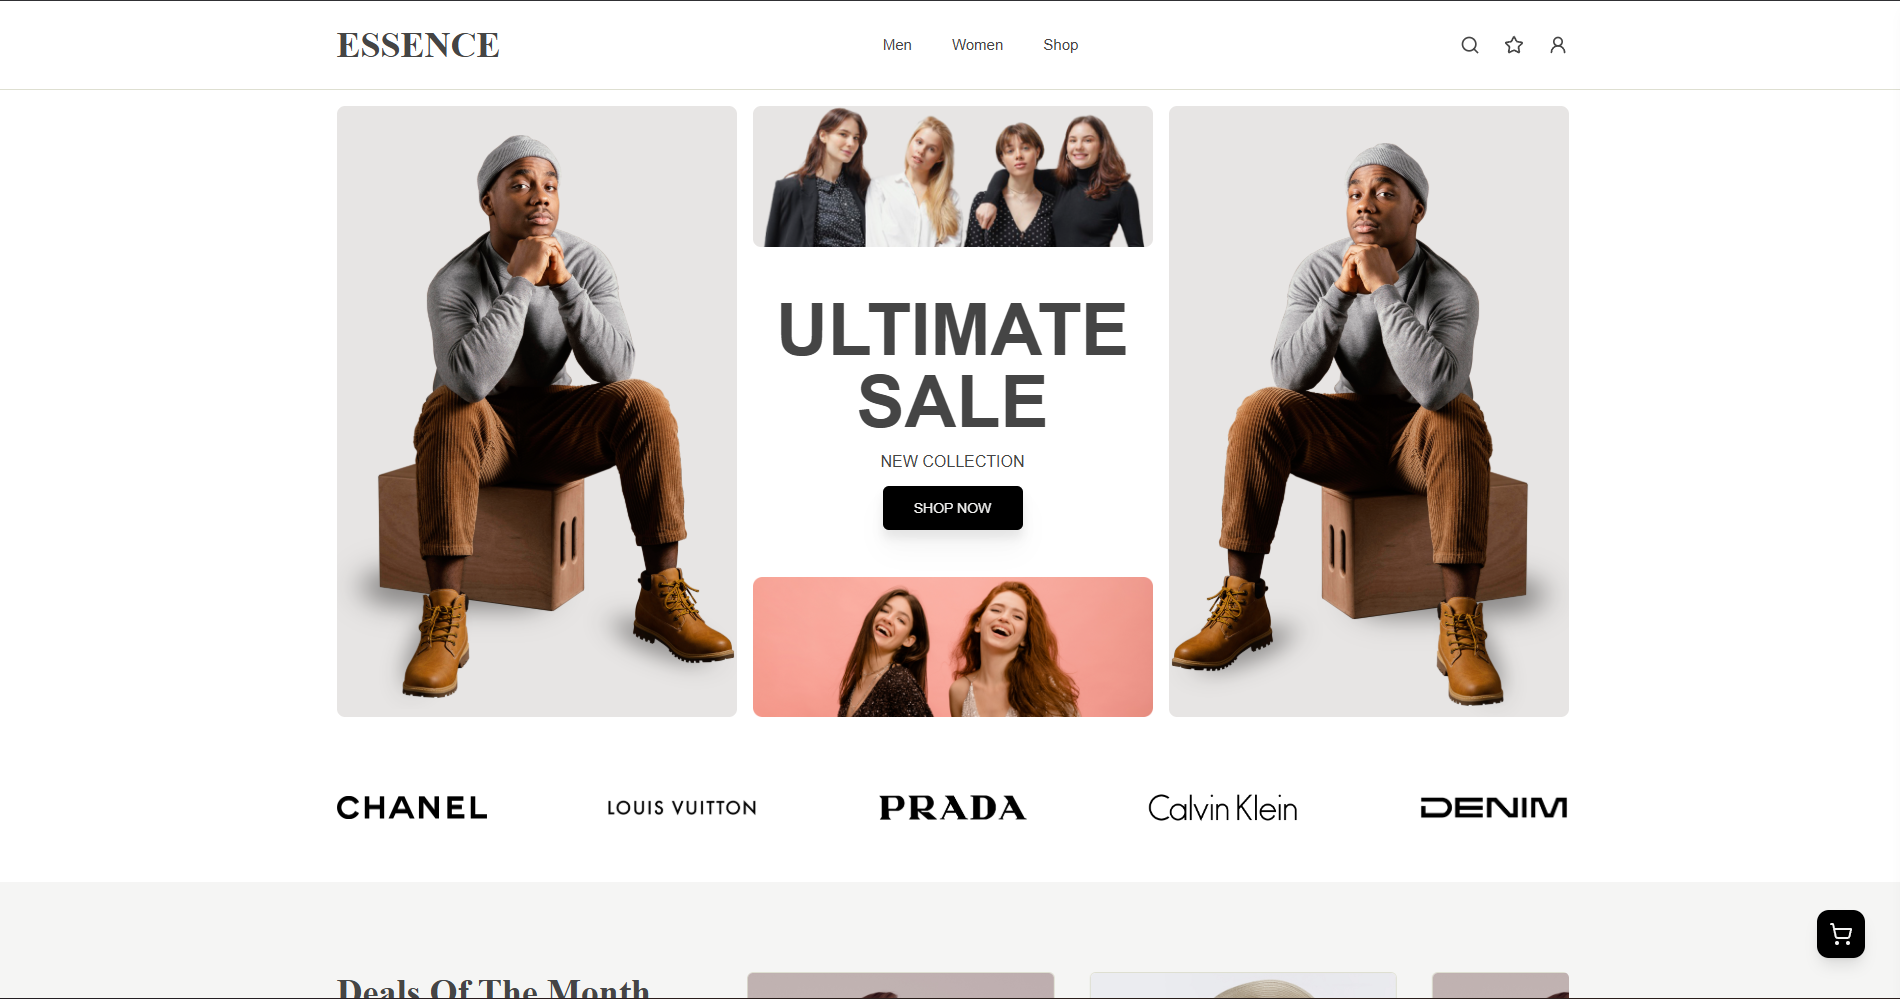 ESSENCE
Men
Women
Shop
ULTIMATE
SALE
NEW COLLECTION
SHOP NOW
CHANEL
LOUIS VUITTON
PRADA
Calvin Klein
DENIM
Deals Of The Month